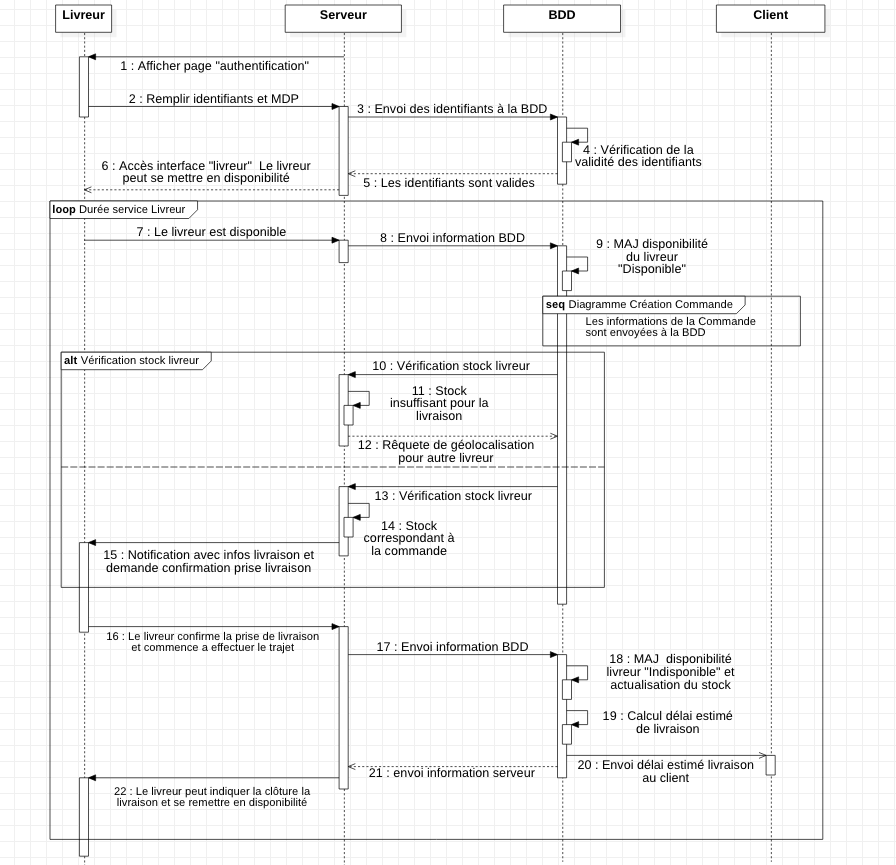 Livreur
Serveur
BDD
Client
1 : Afficher page "authentification"
2 : Remplir identifiants et MDP
3 : Envoi des identifiants à la BDD
4 : Vérification de la
validité des identifiants
5 : Les identifiants sont valides
6 : Accès interface "livreur" Le livreur
peut se mettre en disponibilité
loop Durée service Livreur
7 : Le livreur est disponible
8 : Envoi information BDD
9 : MAJ disponibilité
du livreur
"Disponible"
seq Diagramme Création Commande
Les informations de la Commande
sont envoyées à la BDD
alt Vérification stock livreur
10 : Vérification stock livreur
11 : Stock
insuffisant pour la
livraison
12 : Rêquete de géolocalisation
pour autre livreur
13 : Vérification stock livreur
14 : Stock
correspondant à
la commande
15 : Notification avec infos livraison et
demande confirmation prise livraison
16 : Le livreur confirme la prise de livraison
et commence a effectuer le trajet
17 : Envoi information BDD
18 : MAJ disponibilité
livreur "Indisponible" et
actualisation du stock
19 : Calcul délai estimé
de livraison
20 : Envoi délai estimé livraison
au client
21 : envoi information serveur
22 : Le livreur peut indiquer la clôture la
livraison et se remettre en disponibilité